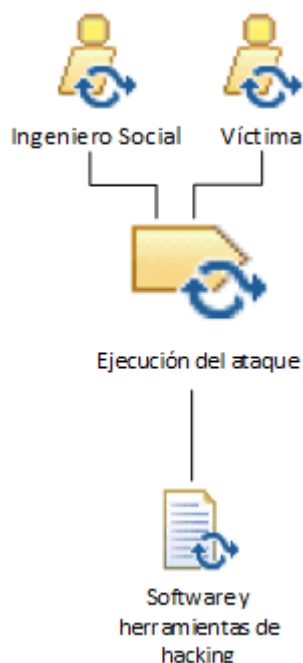 Ingeniero Social Víctima
Ejecución del ataque
Software y
herramientas de
hacking